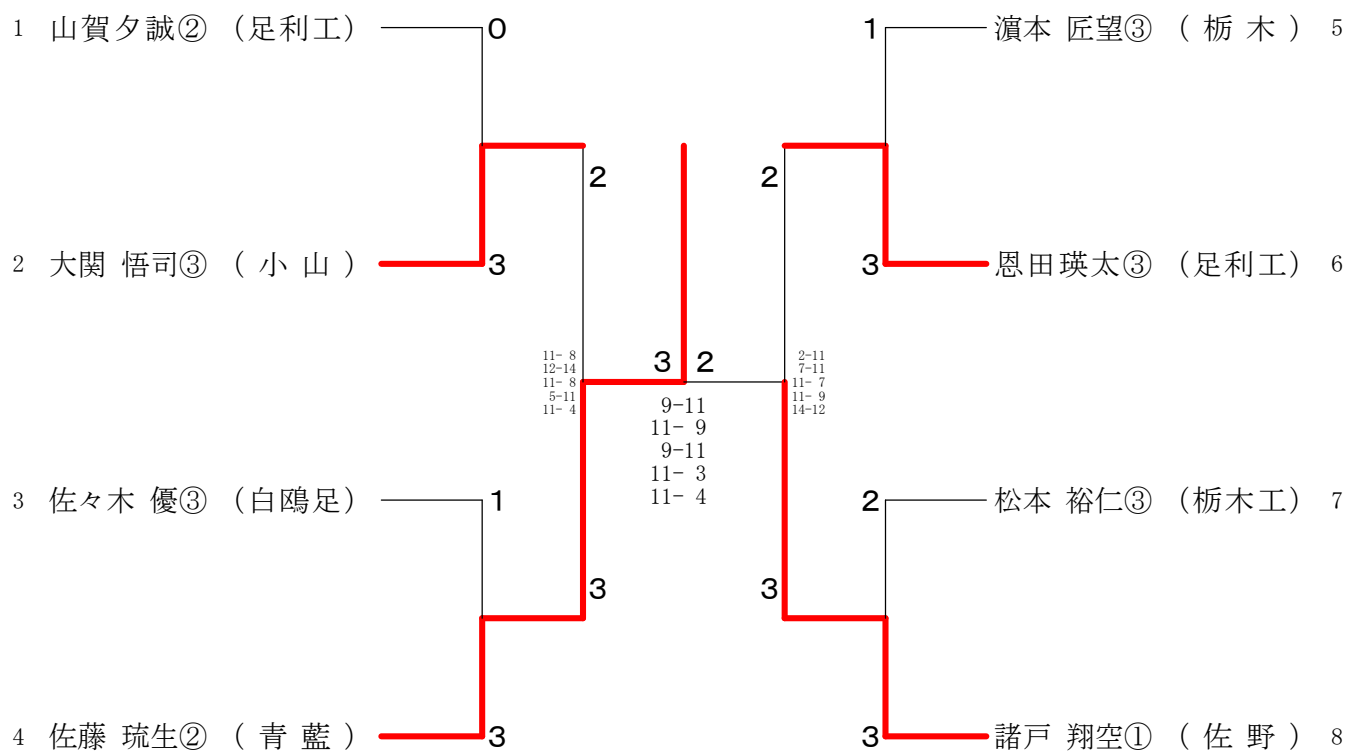 1 山賀夕誠② (足利工) 0
1 濵本 匠望③ ( 栃 木 ) 5
2 2
2 大関 悟司③ ( 小 山 ) 3
3 恩田瑛太③ (足利工) 6
11- 8
12-14
11- 8
5-11
11- 4
3 2
2-11
7-11
11- 7
11- 9
14-12
9-11
11- 9
9-11
11- 3
11- 4
3 佐々木 優③ (白鴎足) 1
2 松本 裕仁③ (栃木工) 7
3 3
4 佐藤 琉生② ( 青 藍 ) 3
3 諸戸 翔空① ( 佐 野 ) 8